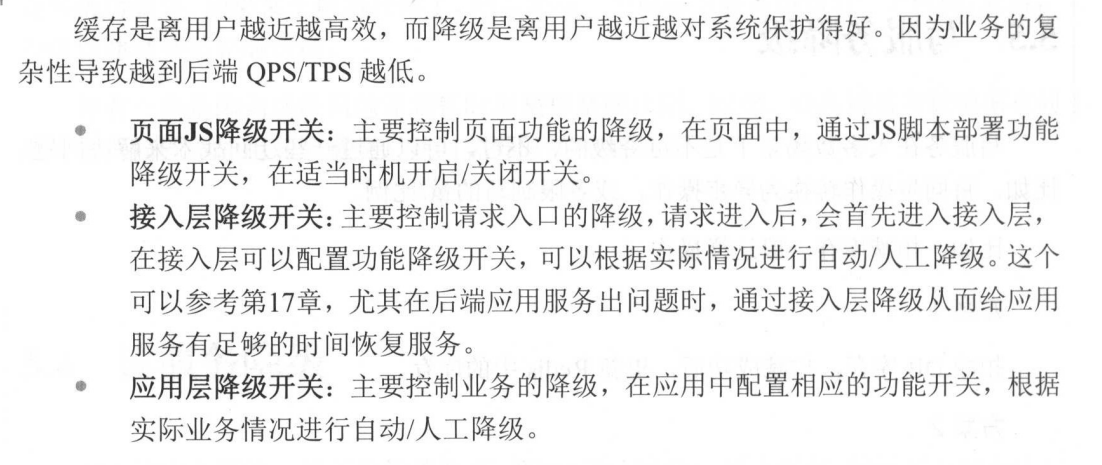 缓存是离用户越近越高效，而降级是离用户越近越对系统保护得好。因为业务的复
杂性导致越到后端 QPS/TPS 越低。
● 页面JS降级开关：主要控制页面功能的降级，在页面中，通过JS脚本部署功能
降级开关，在适当时机开启/关闭开关。
● 接入层降级开关：主要控制请求入口的降级，请求进入后，会首先进入接入层，
在接入层可以配置功能降级开关，可以根据实际情况进行自动/人工降级。这个
可以参考第17章，尤其在后端应用服务出问题时，通过接入层降级从而给应用
服务有足够的时间恢复服务。
● 应用层降级开关：主要控制业务的降级，在应用中配置相应的功能开关，根据
实际业务情况进行自动/人工降级。